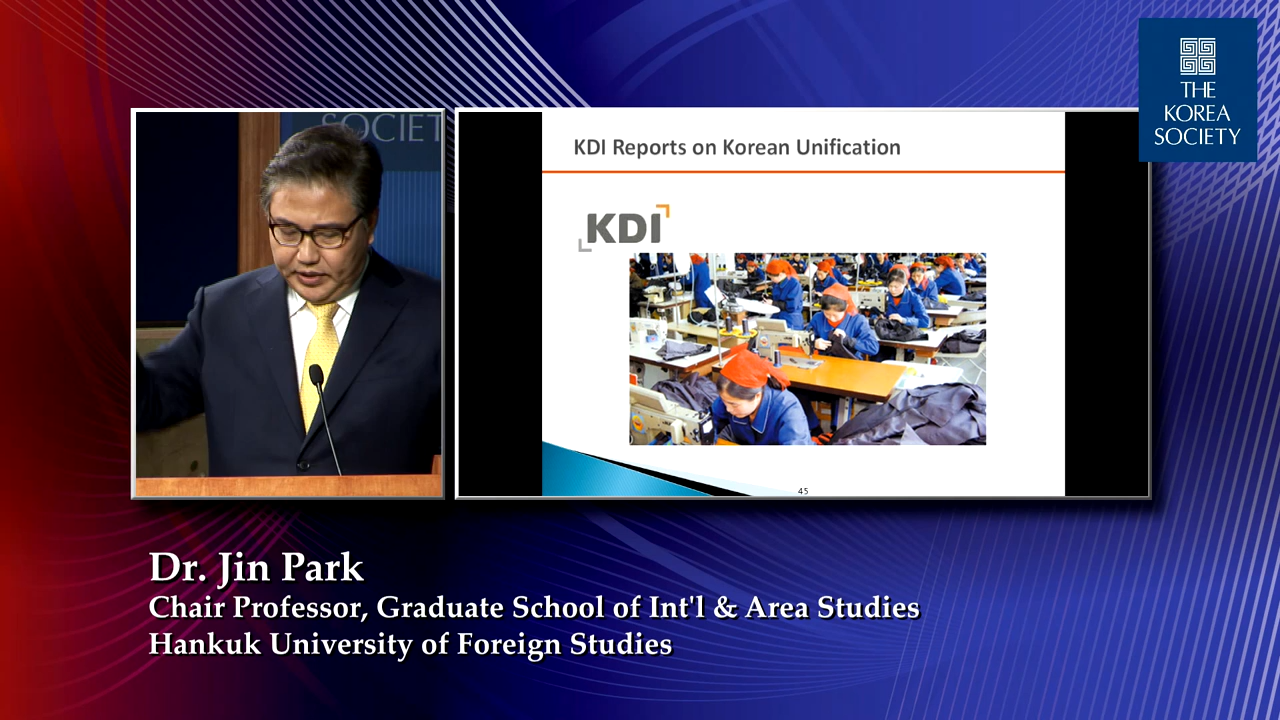 THE
KOREA
SOCIETY
SOCIET
KDI Reports on Korean Unification
KDI
45
Dr. Jin Park
Chair Professor, Graduate School of Int'l & Area Studies
Hankuk University of Foreign Studies